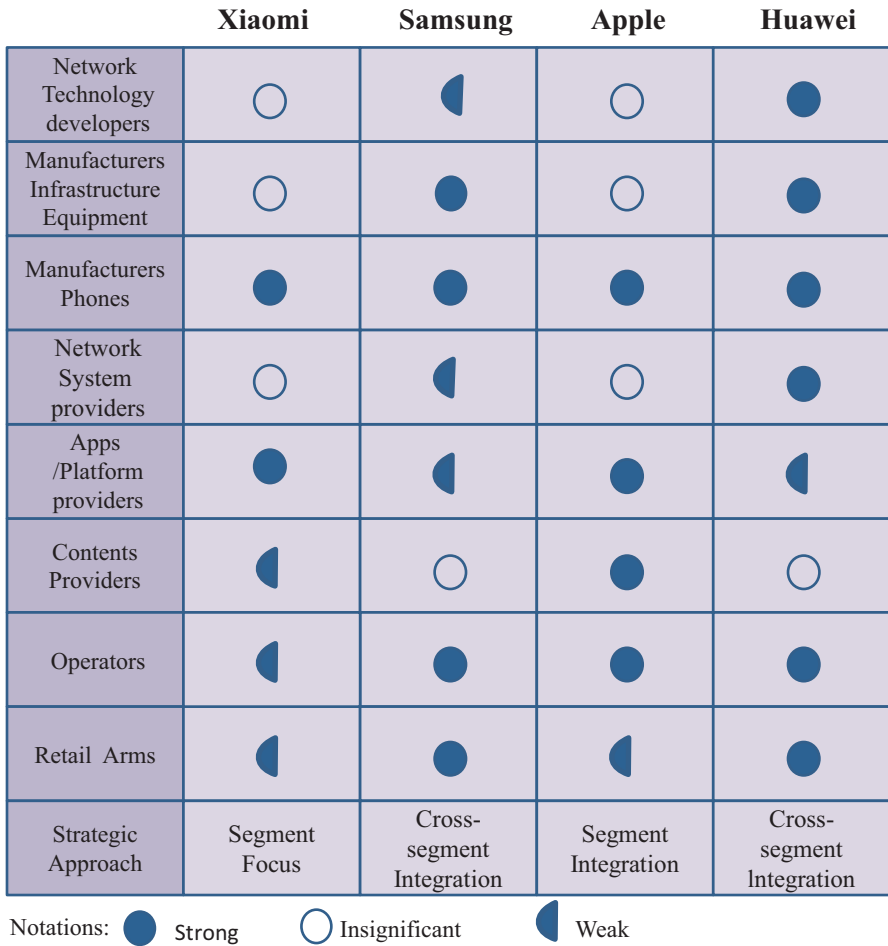 Xiaomi Samsung Apple Huawei
Network
Technology
developers
Manufacturers
Infrastructure
Equipment
Manufacturers
Phones
Network
System
providers
Apps
/Platform
providers
Contents
Providers
Operators
Retail Arms
Strategic
Approach
Segment
Focus
Cross-
segment
Integration
Segment
Integration
Cross-
segment
lntegration
Notations: Strong Insignificant Weak